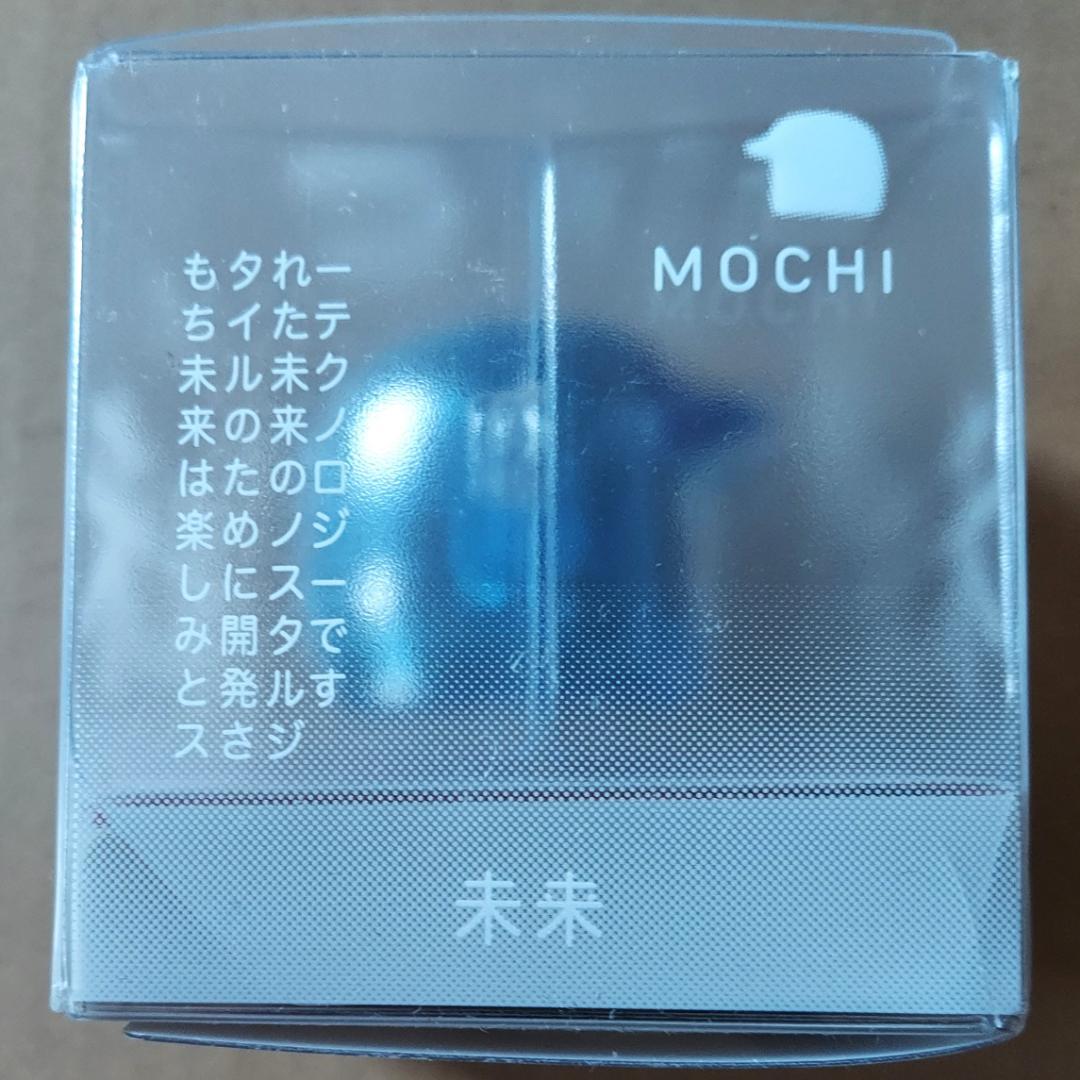 MOCHI
もち未来は楽しみとス
タイルのために開発さ
れた未来のノスタルジ
ーテクノロジーです
未来